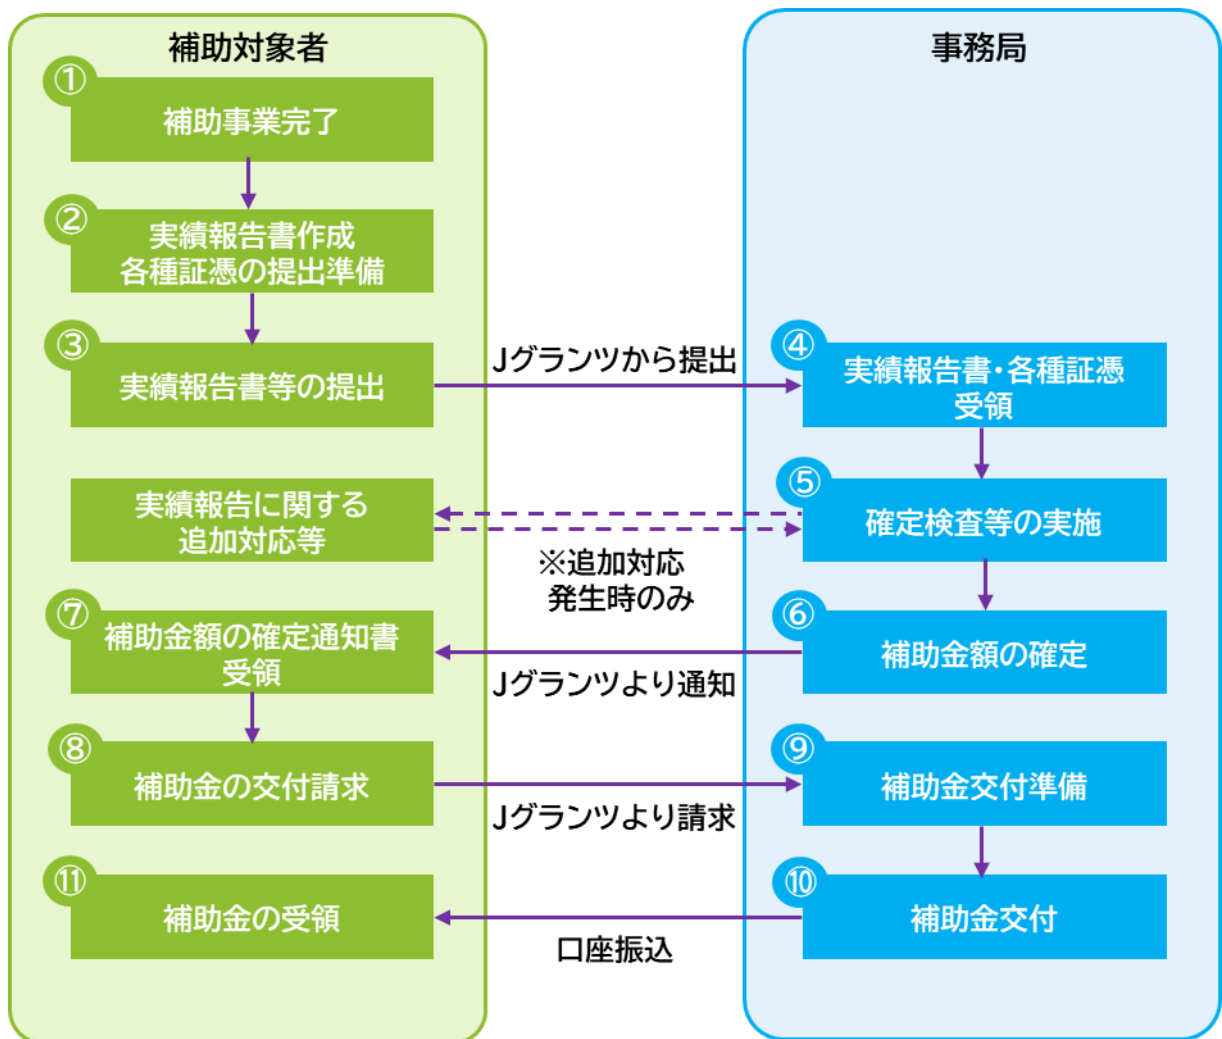 補助対象者
事務局
①
補助事業完了
②
実績報告書作成
各種証憑の提出準備
③
実績報告書等の提出
Jグランツから提出
④
実績報告書・各種証憑
受領
実績報告に関する
追加対応等
※追加対応
発生時のみ
⑤
確定検査等の実施
⑥
補助金額の確定
Jグランツより通知
⑦
補助金額の確定通知書
受領
⑧
補助金の交付請求
Jグランツより請求
⑨
補助金交付準備
⑩
補助金交付
口座振込
⑪
補助金の受領